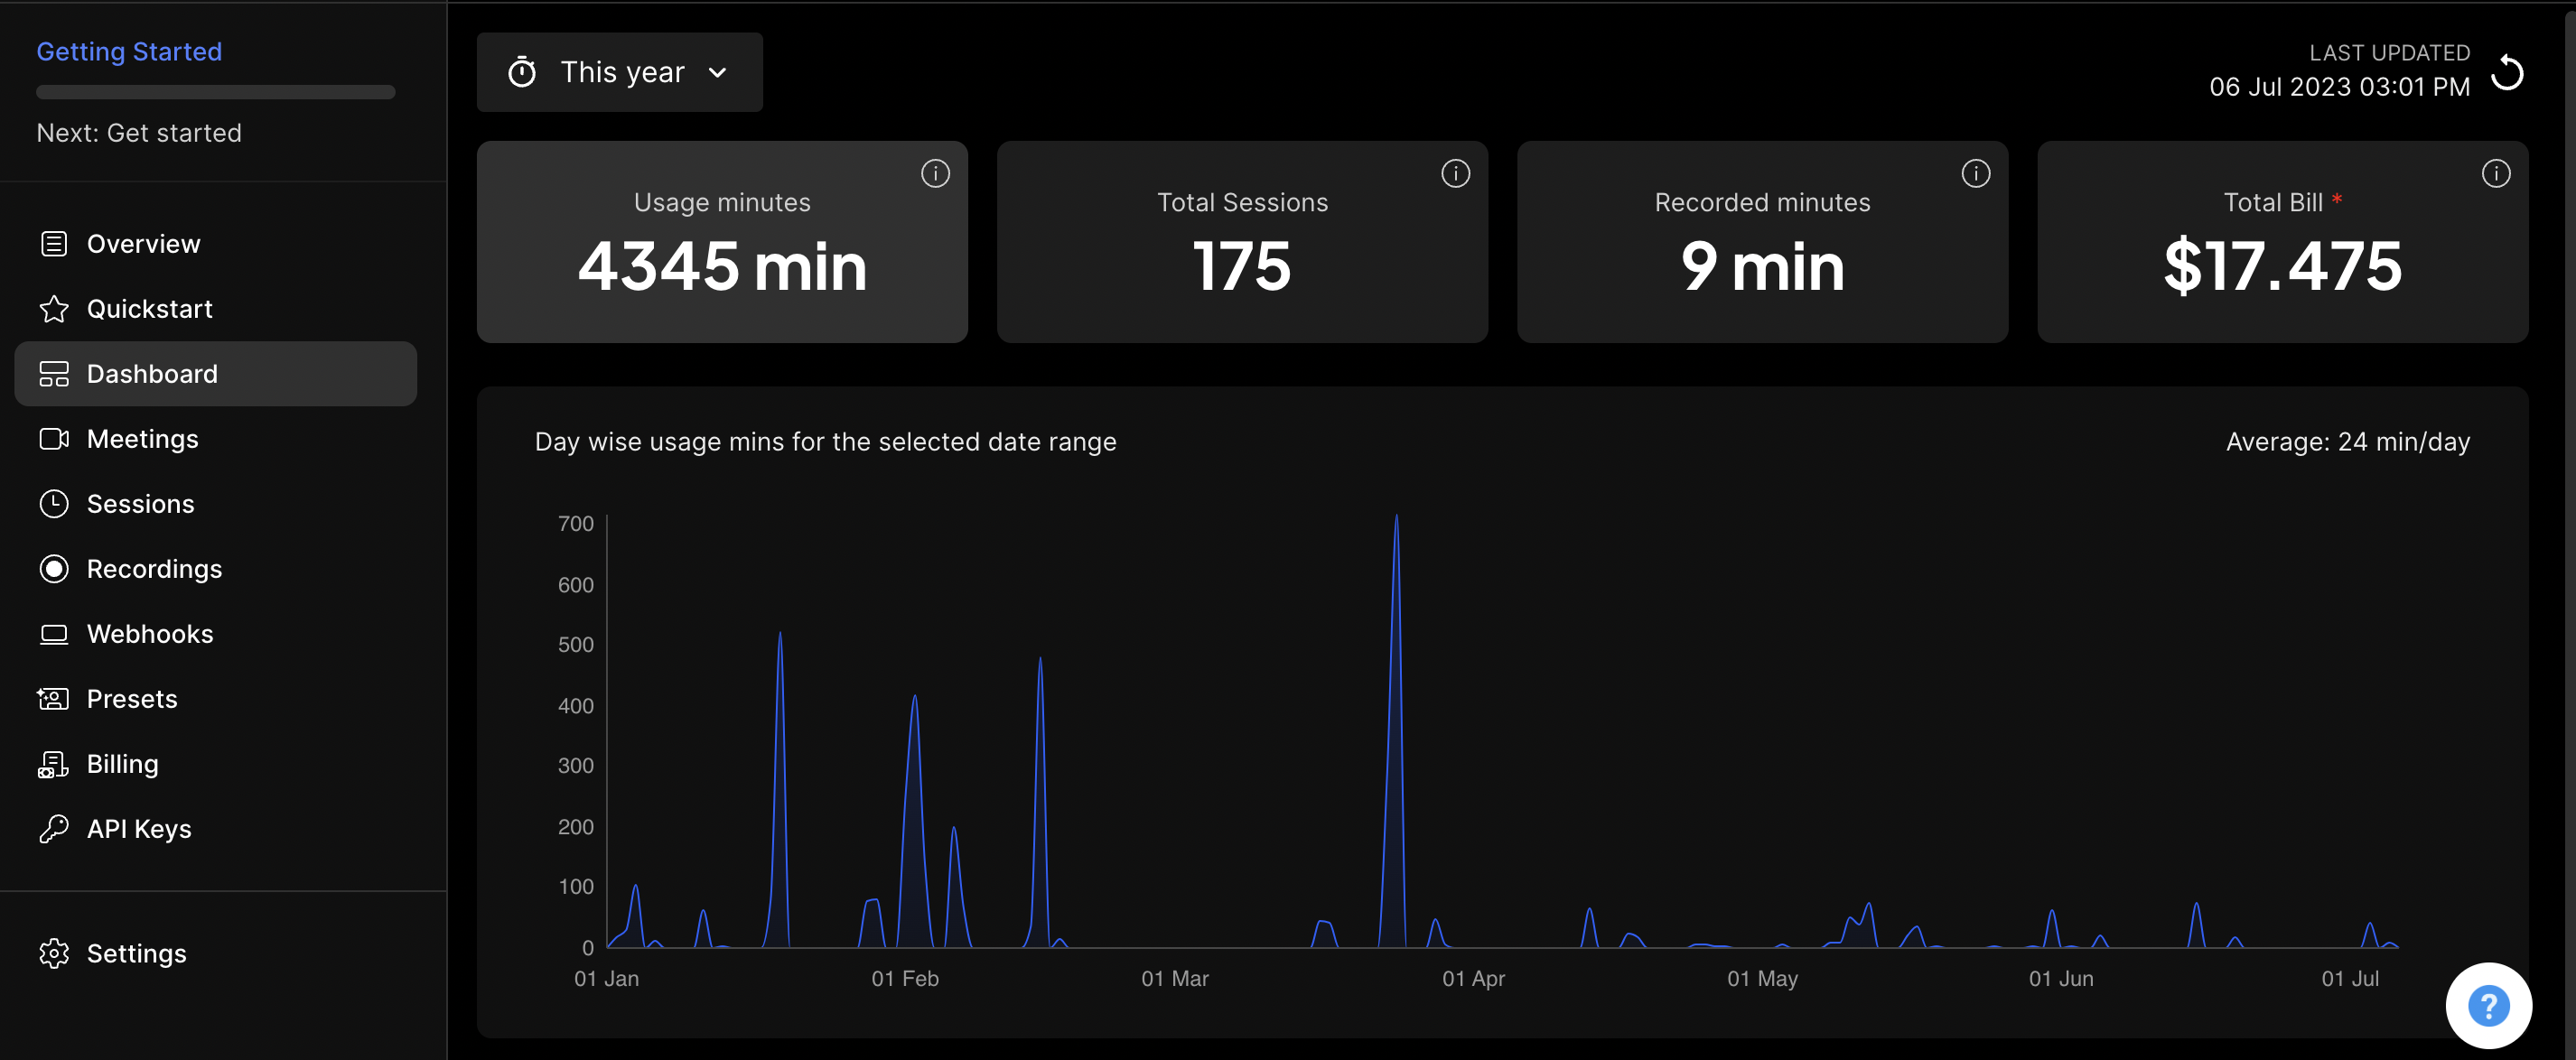 Getting Started
Next: Get started
Overview
Quickstart
Dashboard
Meetings
Sessions
Recordings
Webhooks
Presets
Billing
API Keys
Settings
This year
LAST UPDATED
06 Jul 2023 03:01 PM
Usage minutes
4345 min
Total Sessions
175
Recorded minutes
9 min
Total Bill *
$17.475
Day wise usage mins for the selected date range
Average: 24 min/day
700
600
500
400
300
200
100
0
01 Jan
01 Feb
01 Mar
01 Apr
01 May
01 Jun
01 Jul
?